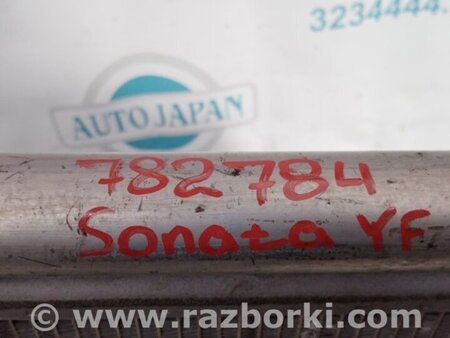 3234444.
AUTO JAPAN
782784
Sonata YF
www.razborki.com